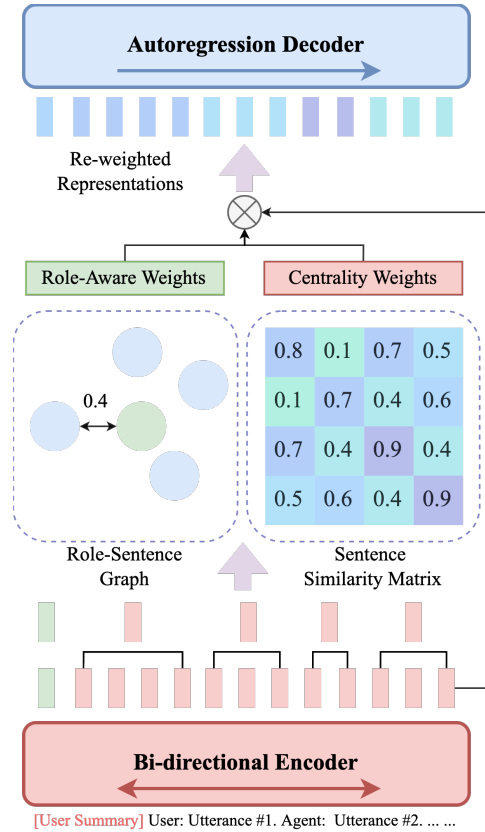 Autoregression Decoder
Re-weighted
Representations
Role-Aware Weights
Centrality Weights
0.4
0.8 0.1 0.7 0.5
0.1 0.7 0.4 0.6
0.7 0.4 0.9 0.4
0.5 0.6 0.4 0.9
Role-Sentence
Graph
Sentence
Similarity Matrix
Bi-directional Encoder
[User Summary] User: Utterance #1. Agent: Utterance #2. ... ...